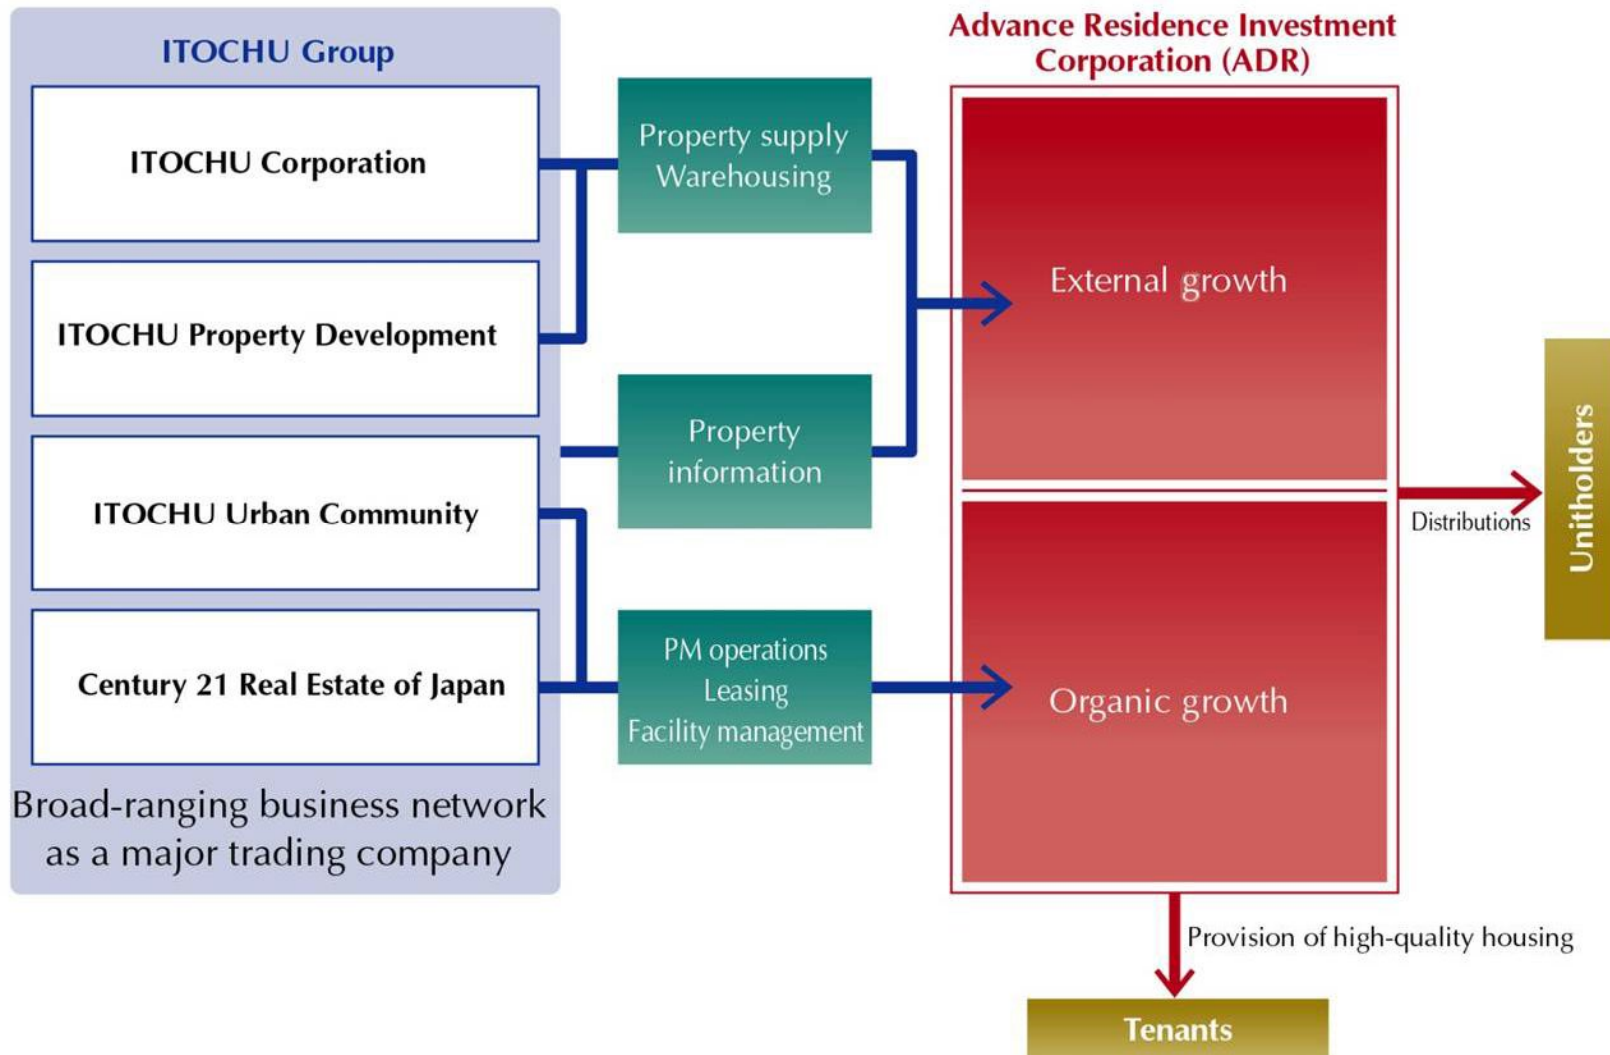 ITOCHU Group
ITOCHU Corporation
ITOCHU Property Development
ITOCHU Urban Community
Century 21 Real Estate of Japan
Broad-ranging business network
as a major trading company
Property supply
Warehousing
Property
information
PM operations
Leasing
Facility management
Advance Residence Investment
Corporation (ADR)
External growth
Organic growth
Distributions
Unitholders
Provision of high-quality housing
Tenants